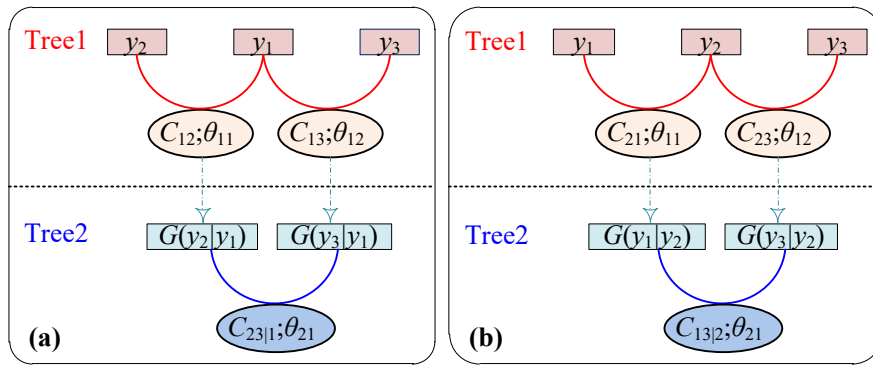 Tree1 y₂ y₁ y₃
C₁₂;θ₁₁ C₁₃;θ₁₂
Tree2 G(y₂|y₁) G(y₃|y₁)
C₂₃|₁;θ₂₁
(a)
Tree1 y₁ y₂ y₃
C₂₁;θ₁₁ C₂₃;θ₁₂
Tree2 G(y₁|y₂) G(y₃|y₂)
C₁₃|₂;θ₂₁
(b)